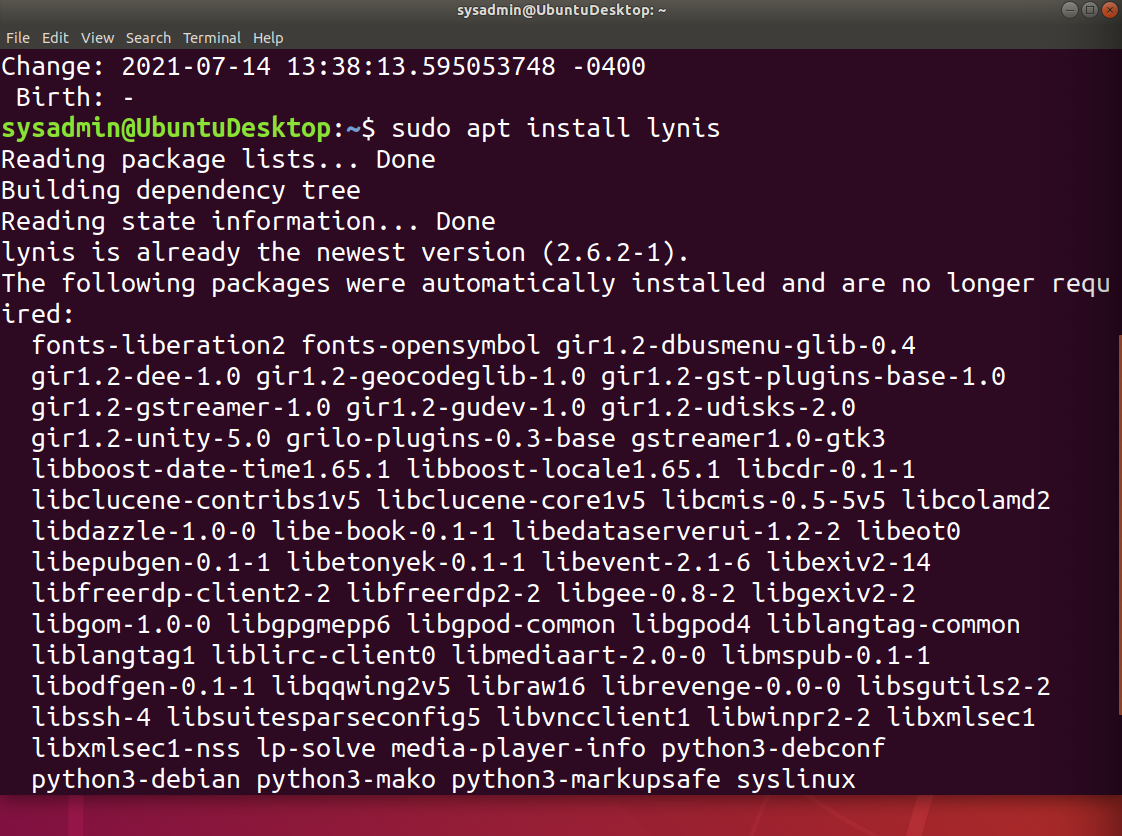 sysadmin@UbuntuDesktop: ~
File Edit View Search Terminal Help
Change: 2021-07-14 13:38:13.595053748 -0400
 Birth: -
sysadmin@UbuntuDesktop:~$ sudo apt install lynis
Reading package lists... Done
Building dependency tree
Reading state information... Done
lynis is already the newest version (2.6.2-1).
The following packages were automatically installed and are no longer requ
ired:
  fonts-liberation2 fonts-opensymbol gir1.2-dbusmenu-glib-0.4
  gir1.2-dee-1.0 gir1.2-geocodeglib-1.0 gir1.2-gst-plugins-base-1.0
  gir1.2-gstreamer-1.0 gir1.2-gudev-1.0 gir1.2-udisks-2.0
  gir1.2-unity-5.0 grilo-plugins-0.3-base gstreamer1.0-gtk3
  libboost-date-time1.65.1 libboost-locale1.65.1 libcdr-0.1-1
  libclucene-contribs1v5 libclucene-core1v5 libcmis-0.5-5v5 libcolamd2
  libdazzle-1.0-0 libe-book-0.1-1 libedataserverui-1.2-2 libeot0
  libepubgen-0.1-1 libetonyek-0.1-1 libevent-2.1-6 libexiv2-14
  libfreerdp-client2-2 libfreerdp2-2 libgee-0.8-2 libgexiv2-2
  libgom-1.0-0 libgpgmepp6 libgpod-common libgpod4 liblangtag-common
  liblangtag1 liblirc-client0 libmediaart-2.0-0 libmspub-0.1-1
  libodfgen-0.1-1 libqqwing2v5 libraw16 librevenge-0.0-0 libsgutils2-2
  libssh-4 libsuitesparseconfig5 libvncclient1 libwinpr2-2 libxmlsec1
  libxmlsec1-nss lp-solve media-player-info python3-debconf
  python3-debian python3-mako python3-markupsafe syslinux